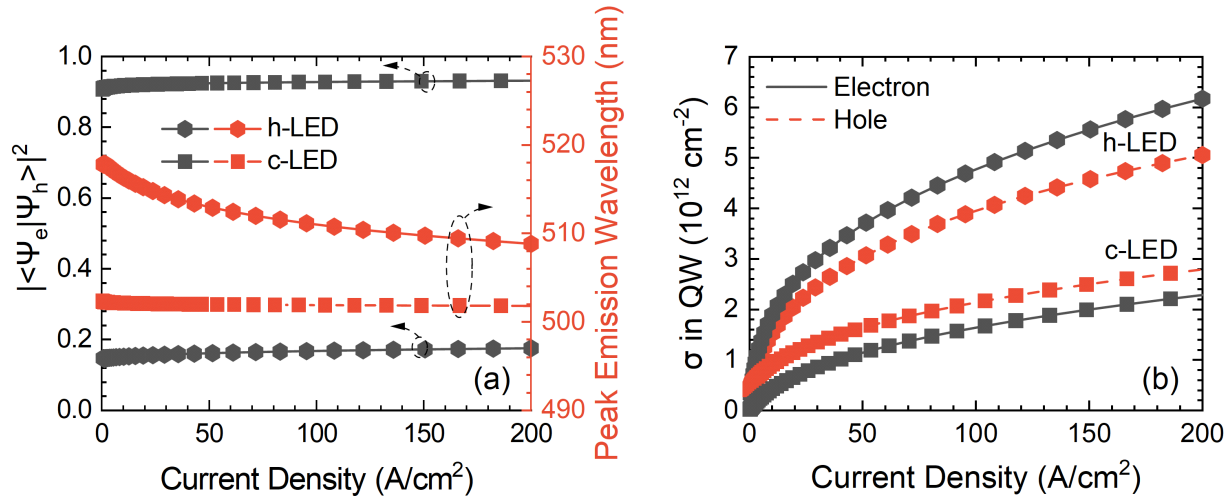 1.0
0.8
0.6
0.4
0.2
0.0
|<Ψe|Ψh>|²
h-LED
c-LED
(a)
530
520
510
500
490
Peak Emission Wavelength (nm)
0 50 100 150 200
Current Density (A/cm²)
7
6
5
4
3
2
1
0
σ in QW (10¹² cm⁻²)
Electron
Hole
h-LED
c-LED
(b)
0 50 100 150 200
Current Density (A/cm²)